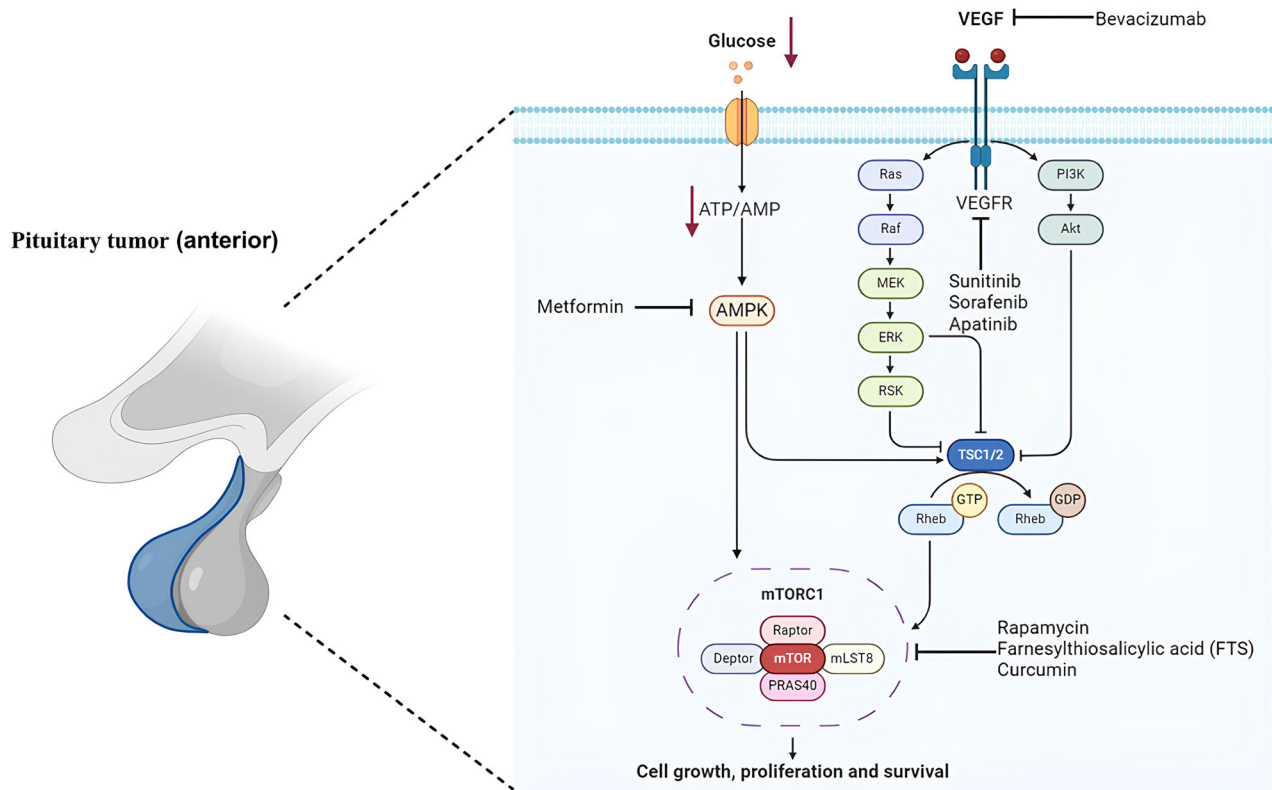 VEGF
Bevacizumab
Glucose
Ras
PI3K
ATP/AMP
VEGFR
Raf
Akt
Pituitary tumor (anterior)
MEK
Sunitinib
Sorafenib
Apatinib
Metformin
AMPK
ERK
RSK
TSC1/2
GTP
GDP
Rheb
Rheb
mTORC1
Raptor
Deptor
mTOR
mLST8
PRAS40
Rapamycin
Farnesylthiosalicylic acid (FTS)
Curcumin
Cell growth, proliferation and survival